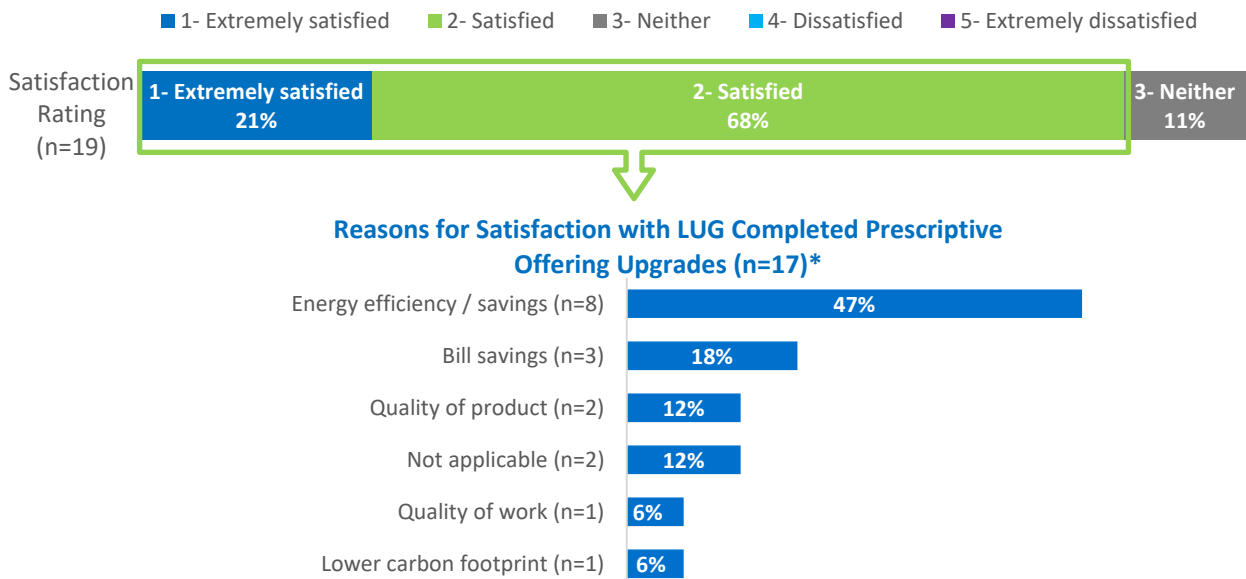 1- Extremely satisfied 2- Satisfied 3- Neither 4- Dissatisfied 5- Extremely dissatisfied
Satisfaction
Rating
(n=19)
1- Extremely satisfied
21%
2- Satisfied
68%
3- Neither
11%
Reasons for Satisfaction with LUG Completed Prescriptive
Offering Upgrades (n=17)*
Energy efficiency / savings (n=8) 47%
Bill savings (n=3) 18%
Quality of product (n=2) 12%
Not applicable (n=2) 12%
Quality of work (n=1) 6%
Lower carbon footprint (n=1) 6%